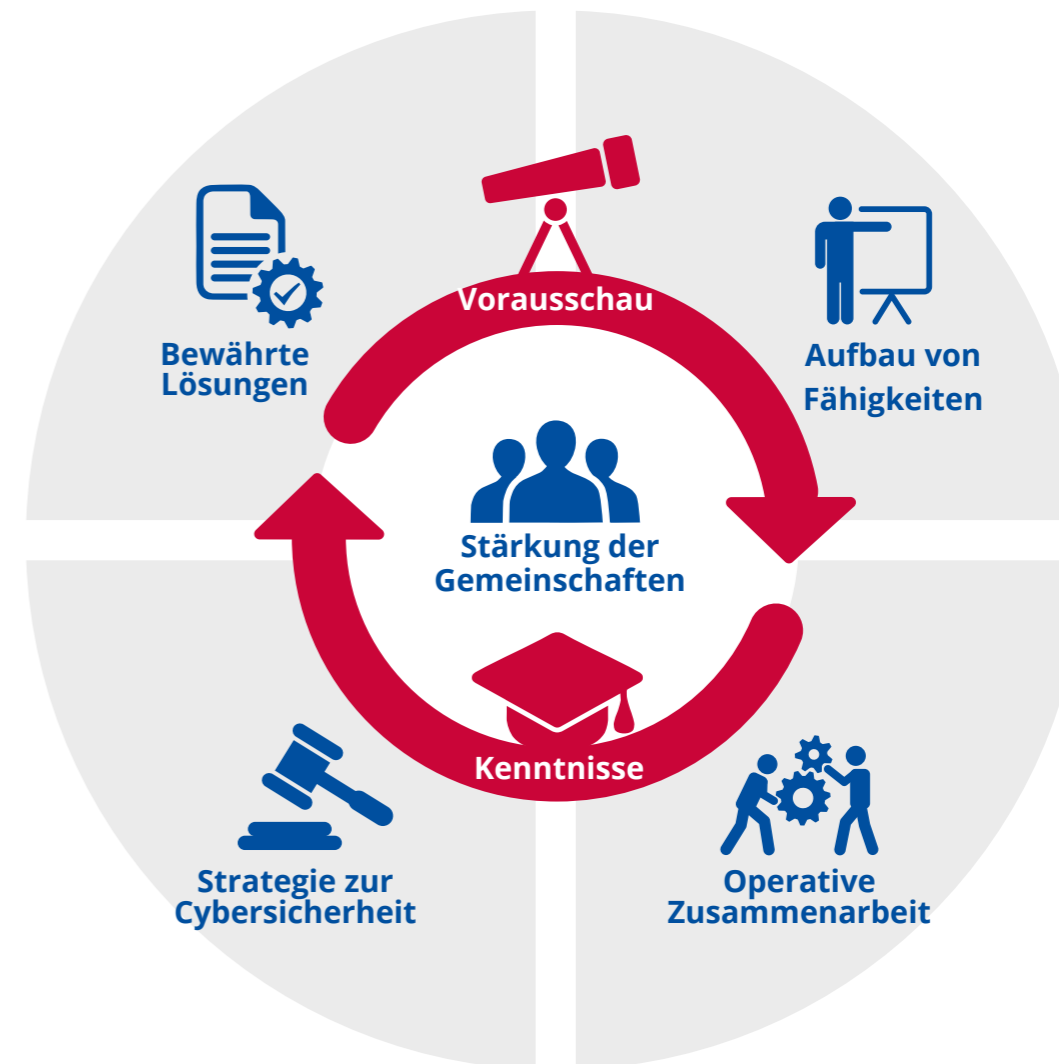 Vorausschau
Bewährte
Lösungen
Aufbau von
Fähigkeiten
Stärkung der
Gemeinschaften
Kenntnisse
Strategie zur
Cybersicherheit
Operative
Zusammenarbeit